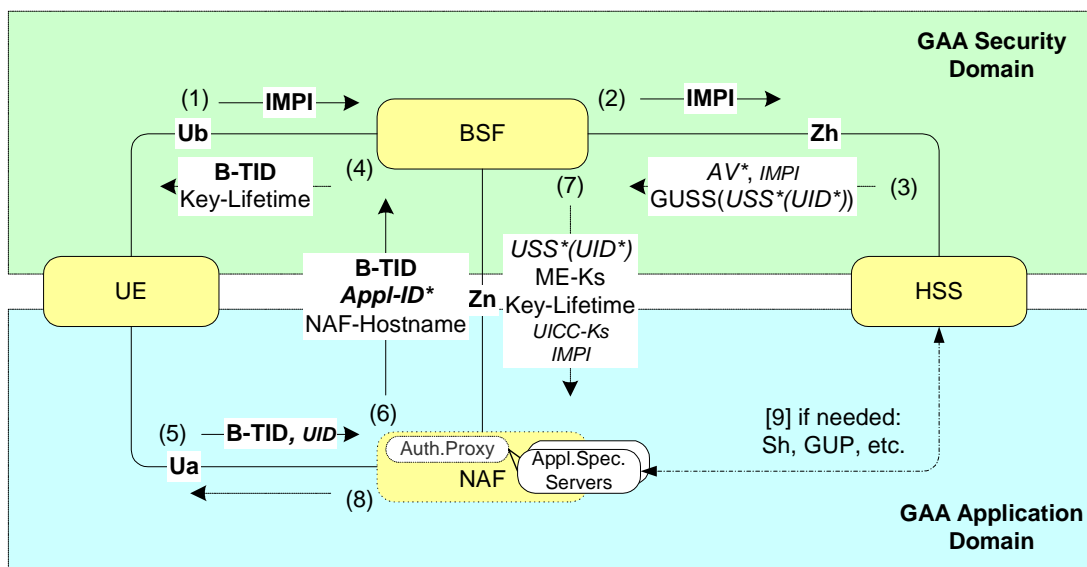 GAA Security
Domain
(1)
IMPI
(2)
IMPI
BSF
Ub
Zh
B-TID
Key-Lifetime
(4)
(7)
AV*, IMPI
GUSS(USS*(UID*))
(3)
UE
B-TID
Appl-ID*
NAF-Hostname
Zn
USS*(UID*)
ME-Ks
Key-Lifetime
UICC-Ks
IMPI
HSS
(5)
B-TID, UID
(6)
Ua
(8)
Auth.Proxy
NAF
Appl.Spec.
Servers
[9] if needed:
Sh, GUP, etc.
GAA Application
Domain